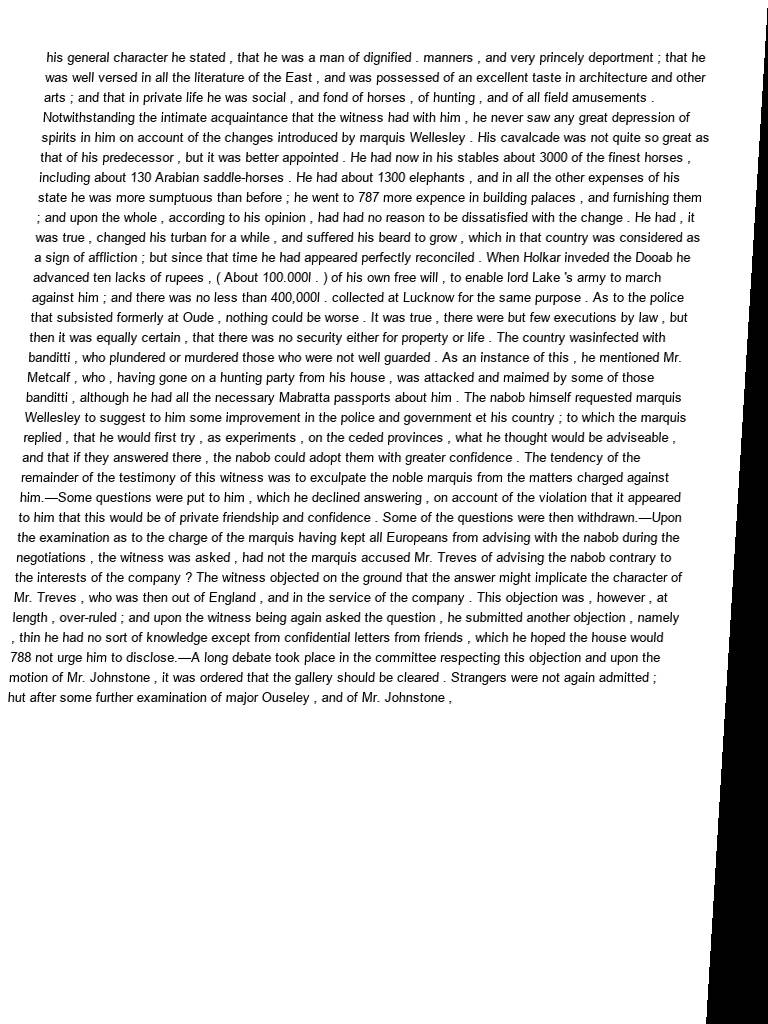 his general character he stated , that he was a man of dignified . manners , and very princely deportment ; that he
was well versed in all the literature of the East , and was possessed of an excellent taste in architecture and other
arts ; and that in private life he was social , and fond of horses , of hunting , and of all field amusements .
Notwithstanding the intimate acquaintance that the witness had with him , he never saw any great depression of
spirits in him on account of the changes introduced by marquis Wellesley . His cavalcade was not quite so great as
that of his predecessor , but it was better appointed . He had now in his stables about 3000 of the finest horses ,
including about 130 Arabian saddle-horses . He had about 1300 elephants , and in all the other expenses of his
state he was more sumptuous than before ; he went to 787 more expence in building palaces , and furnishing them
; and upon the whole , according to his opinion , had had no reason to be dissatisfied with the change . He had , it
was true , changed his turban for a while , and suffered his beard to grow , which in that country was considered as
a sign of affliction ; but since that time he had appeared perfectly reconciled . When Holkar inveded the Dooab he
advanced ten lacks of rupees , ( About 100.000l . ) of his own free will , to enable lord Lake 's army to march
against him ; and there was no less than 400,000l . collected at Lucknow for the same purpose . As to the police
that subsisted formerly at Oude , nothing could be worse . It was true , there were but few executions by law , but
then it was equally certain , that there was no security either for property or life . The country wasinfected with
banditti , who plundered or murdered those who were not well guarded . As an instance of this , he mentioned Mr.
Metcalf , who , having gone on a hunting party from his house , was attacked and maimed by some of those
banditti , although he had all the necessary Mabratta passports about him . The nabob himself requested marquis
Wellesley to suggest to him some improvement in the police and government et his country ; to which the marquis
replied , that he would first try , as experiments , on the ceded provinces , what he thought would be adviseable ,
and that if they answered there , the nabob could adopt them with greater confidence . The tendency of the
remainder of the testimony of this witness was to exculpate the noble marquis from the matters charged against
him.—Some questions were put to him , which he declined answering , on account of the violation that it appeared
to him that this would be of private friendship and confidence . Some of the questions were then withdrawn.—Upon
the examination as to the charge of the marquis having kept all Europeans from advising with the nabob during the
negotiations , the witness was asked , had not the marquis accused Mr. Treves of advising the nabob contrary to
the interests of the company ? The witness objected on the ground that the answer might implicate the character of
Mr. Treves , who was then out of England , and in the service of the company . This objection was , however , at
length , over-ruled ; and upon the witness being again asked the question , he submitted another objection , namely
, thin he had no sort of knowledge except from confidential letters from friends , which he hoped the house would
788 not urge him to disclose.—A long debate took place in the committee respecting this objection and upon the
motion of Mr. Johnstone , it was ordered that the gallery should be cleared . Strangers were not again admitted ;
hut after some further examination of major Ouseley , and of Mr. Johnstone ,